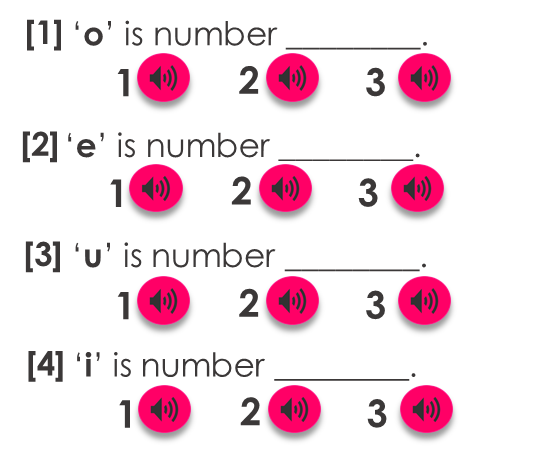 [1] ‘o’ is number ________.
1 2 3
[2] ‘e’ is number ________.
1 2 3
[3] ‘u’ is number ________.
1 2 3
[4] ‘i’ is number ________.
1 2 3